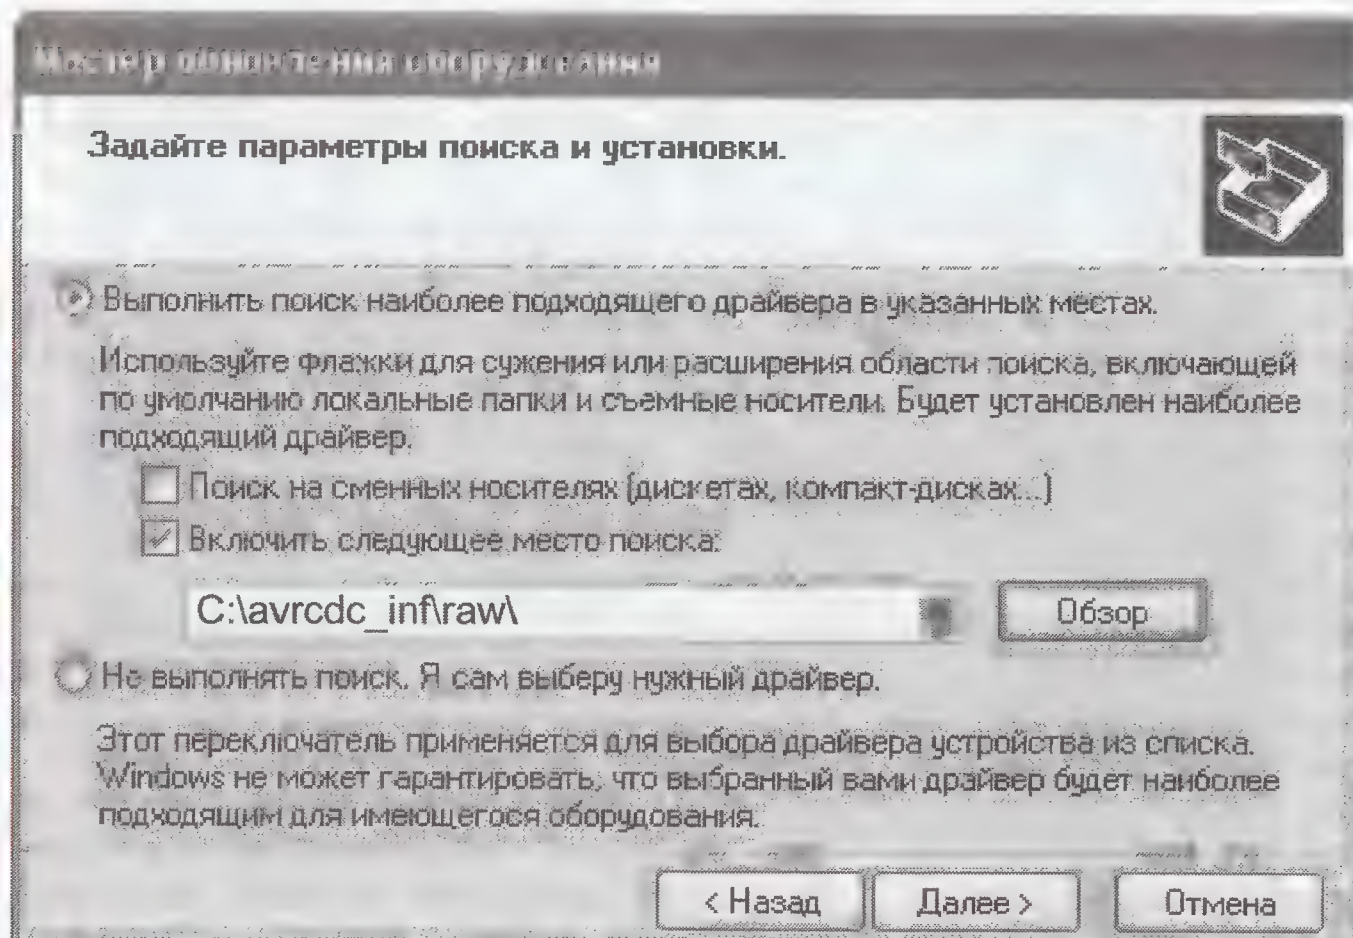 Мастер обновления оборудования
Задайте параметры поиска и установки.
Выполнить поиск наиболее подходящего драйвера в указанных местах.
Используйте флажки для сужения или расширения области поиска, включающей
по умолчанию локальные папки и съемные носители. Будет установлен наиболее
подходящий драйвер.
Поиск на сменных носителях (дискетах, компакт-дисках...)
Включить следующее место поиска:
C:\avrcdc_inf\raw\
Обзор
Не выполнять поиск. Я сам выберу нужный драйвер.
Этот переключатель применяется для выбора драйвера устройства из списка.
Windows не может гарантировать, что выбранный вами драйвер будет наиболее
подходящим для имеющегося оборудования.
< Назад Далее > Отмена